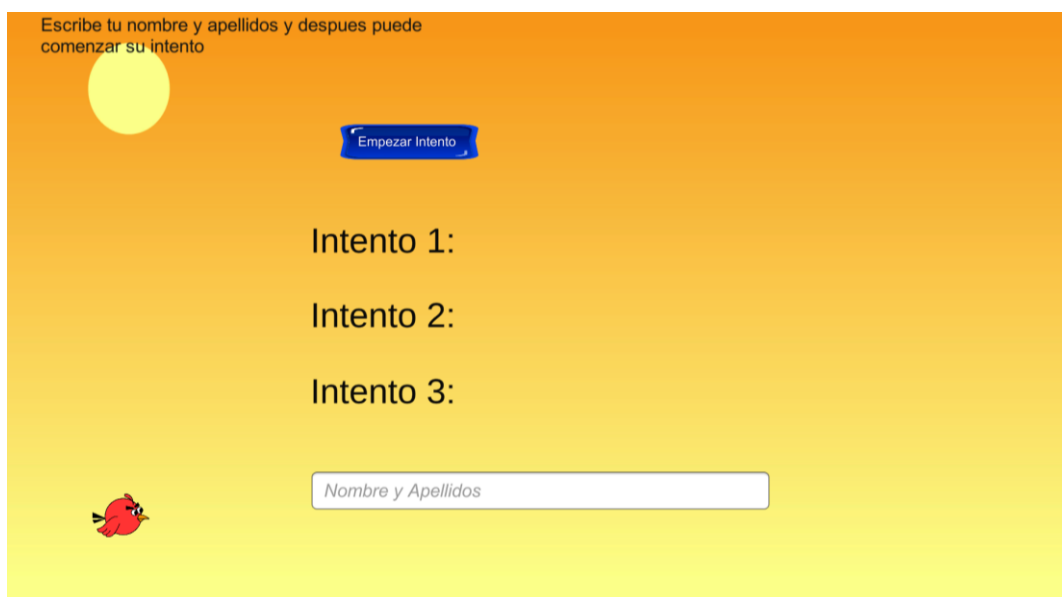 Escribe tu nombre y apellidos y despues puede
comenzar su intento
Empezar Intento
Intento 1:
Intento 2:
Intento 3:
Nombre y Apellidos